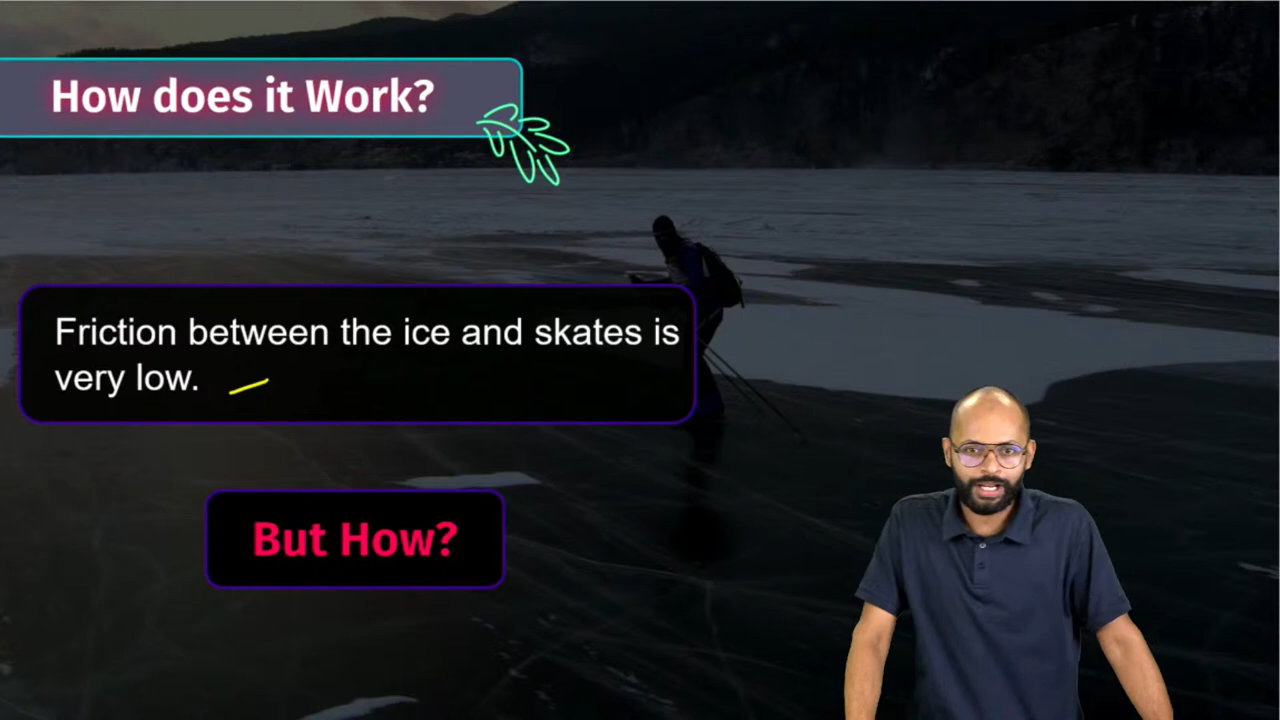 How does it Work?
Friction between the ice and skates is
very low.
But How?